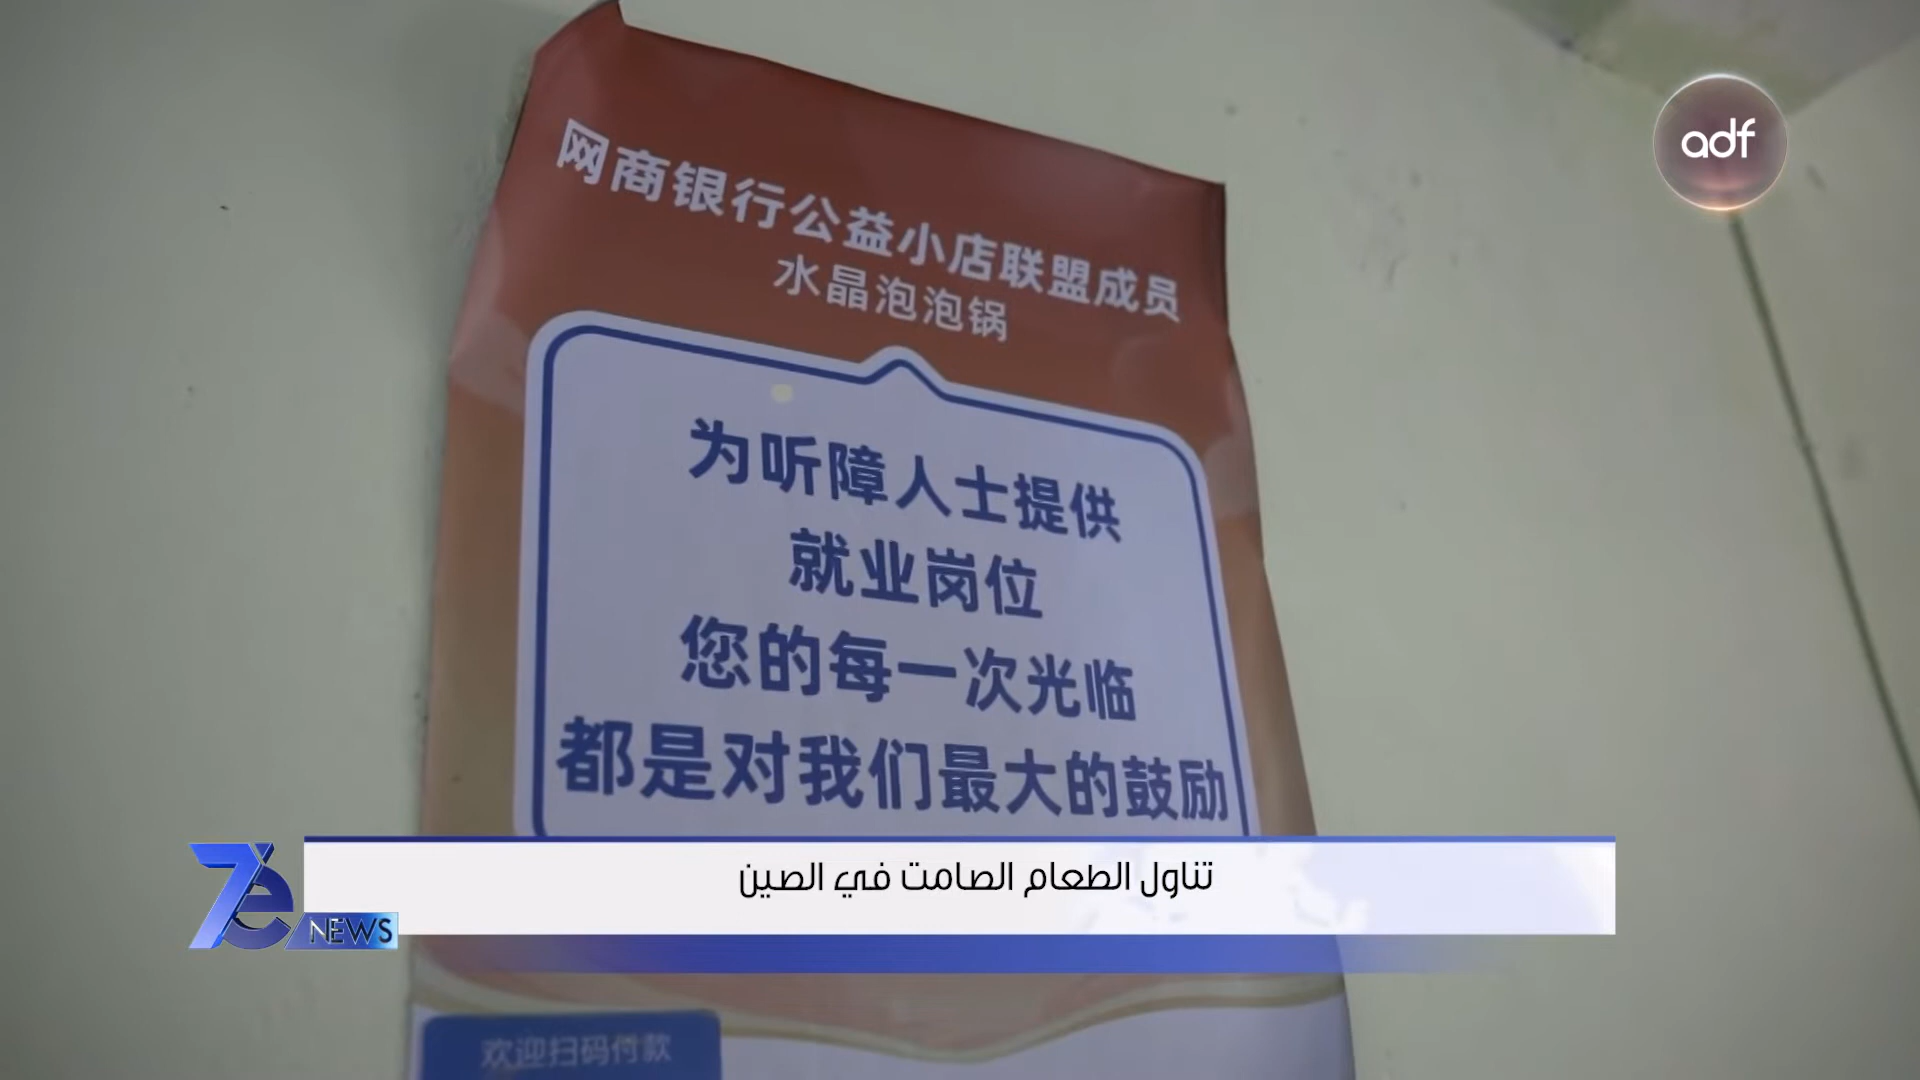 adf
网商银行公益小店联盟成员
水晶泡泡锅
为听障人士提供
就业岗位
您的每一次光临
都是对我们最大的鼓励
تناول الطعام الصامت في الصين
7é NEWS
欢迎扫码付款